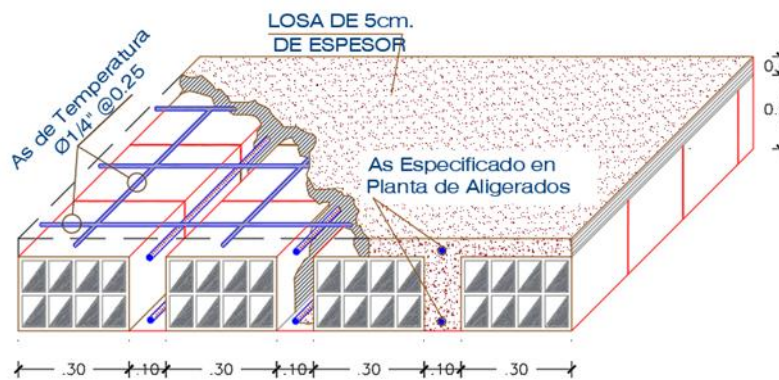 LOSA DE 5cm.
DE ESPESOR
As de Temperatura
Ø1/4" @0.25
As Especificado en
Planta de Aligerados
.30 .10 .30 .10 .30 .10 .30